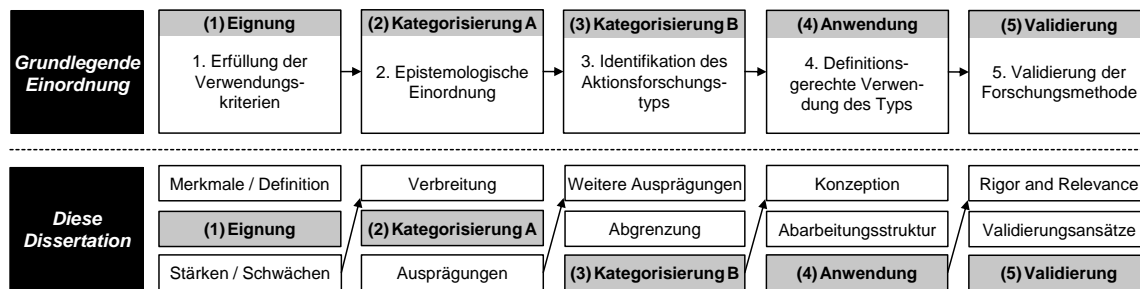 Grundlegende
Einordnung
(1) Eignung
1. Erfüllung der
Verwendungs-
kriterien
(2) Kategorisierung A
2. Epistemologische
Einordnung
(3) Kategorisierung B
3. Identifikation des
Aktionsforschungs-
typs
(4) Anwendung
4. Definitions-
gerechte Verwen-
dung des Typs
(5) Validierung
5. Validierung der
Forschungsmethode
Diese
Dissertation
Merkmale / Definition
(1) Eignung
Stärken / Schwächen
Verbreitung
(2) Kategorisierung A
Ausprägungen
Weitere Ausprägungen
Abgrenzung
(3) Kategorisierung B
Konzeption
Abarbeitungsstruktur
(4) Anwendung
Rigor and Relevance
Validierungsansätze
(5) Validierung